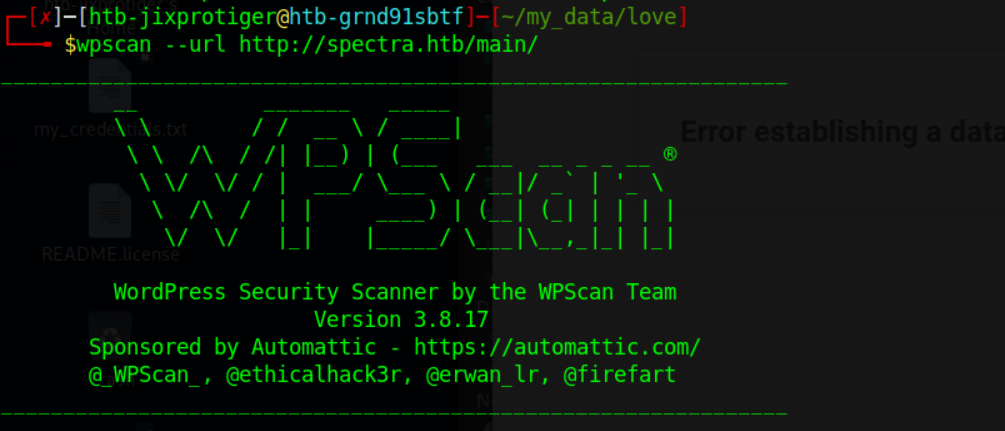 [✗]─[htb-jixprotiger@htb-grnd91sbtf]─[~/my_data/love]
$wpscan --url http://spectra.htb/main/
my_credentials.txt
Error establishing a data
WPScan ®
README.license
WordPress Security Scanner by the WPScan Team
Version 3.8.17
Sponsored by Automattic - https://automattic.com/
@_WPScan_, @ethicalhack3r, @erwan_lr, @firefart